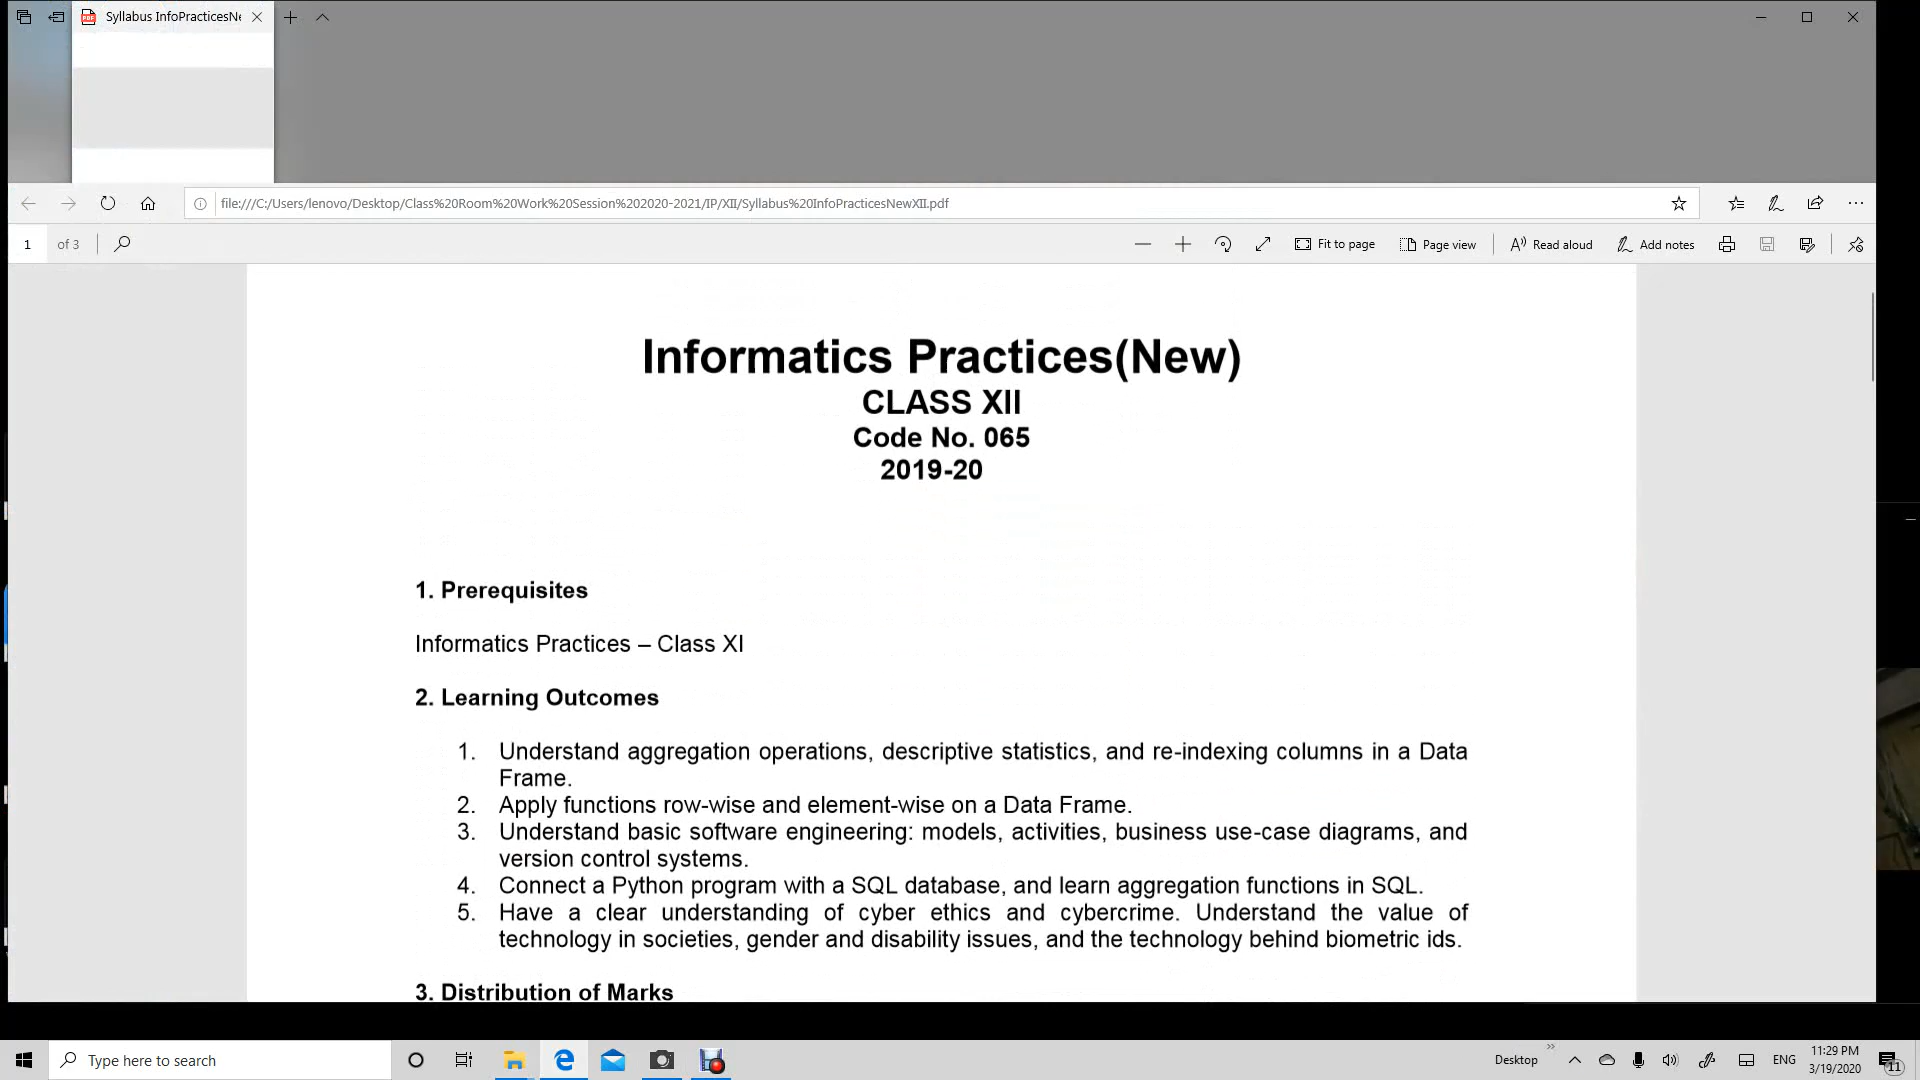 Syllabus InfoPracticesNe
file:///C:/Users/lenovo/Desktop/Class%20Room%20Work%20Session%202020-2021/IP/XII/Syllabus%20InfoPracticesNewXII.pdf
1 of 3
Fit to page
Page view
Read aloud
Add notes
Informatics Practices(New)
CLASS XII
Code No. 065
2019-20
1. Prerequisites
Informatics Practices – Class XI
2. Learning Outcomes
1. Understand aggregation operations, descriptive statistics, and re-indexing columns in a Data
Frame.
2. Apply functions row-wise and element-wise on a Data Frame.
3. Understand basic software engineering: models, activities, business use-case diagrams, and
version control systems.
4. Connect a Python program with a SQL database, and learn aggregation functions in SQL.
5. Have a clear understanding of cyber ethics and cybercrime. Understand the value of
technology in societies, gender and disability issues, and the technology behind biometric ids.
3. Distribution of Marks
Type here to search
Desktop
ENG
11:29 PM
3/19/2020
11